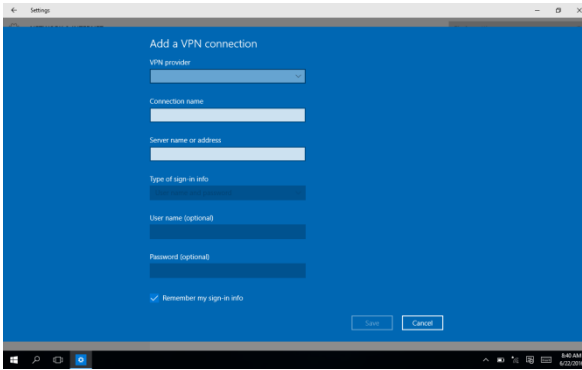 Settings
Add a VPN connection
VPN provider
Connection name
Server name or address
Type of sign-in info
User name (optional)
Password (optional)
Remember my sign-in info
Save
Cancel
8:40 AM